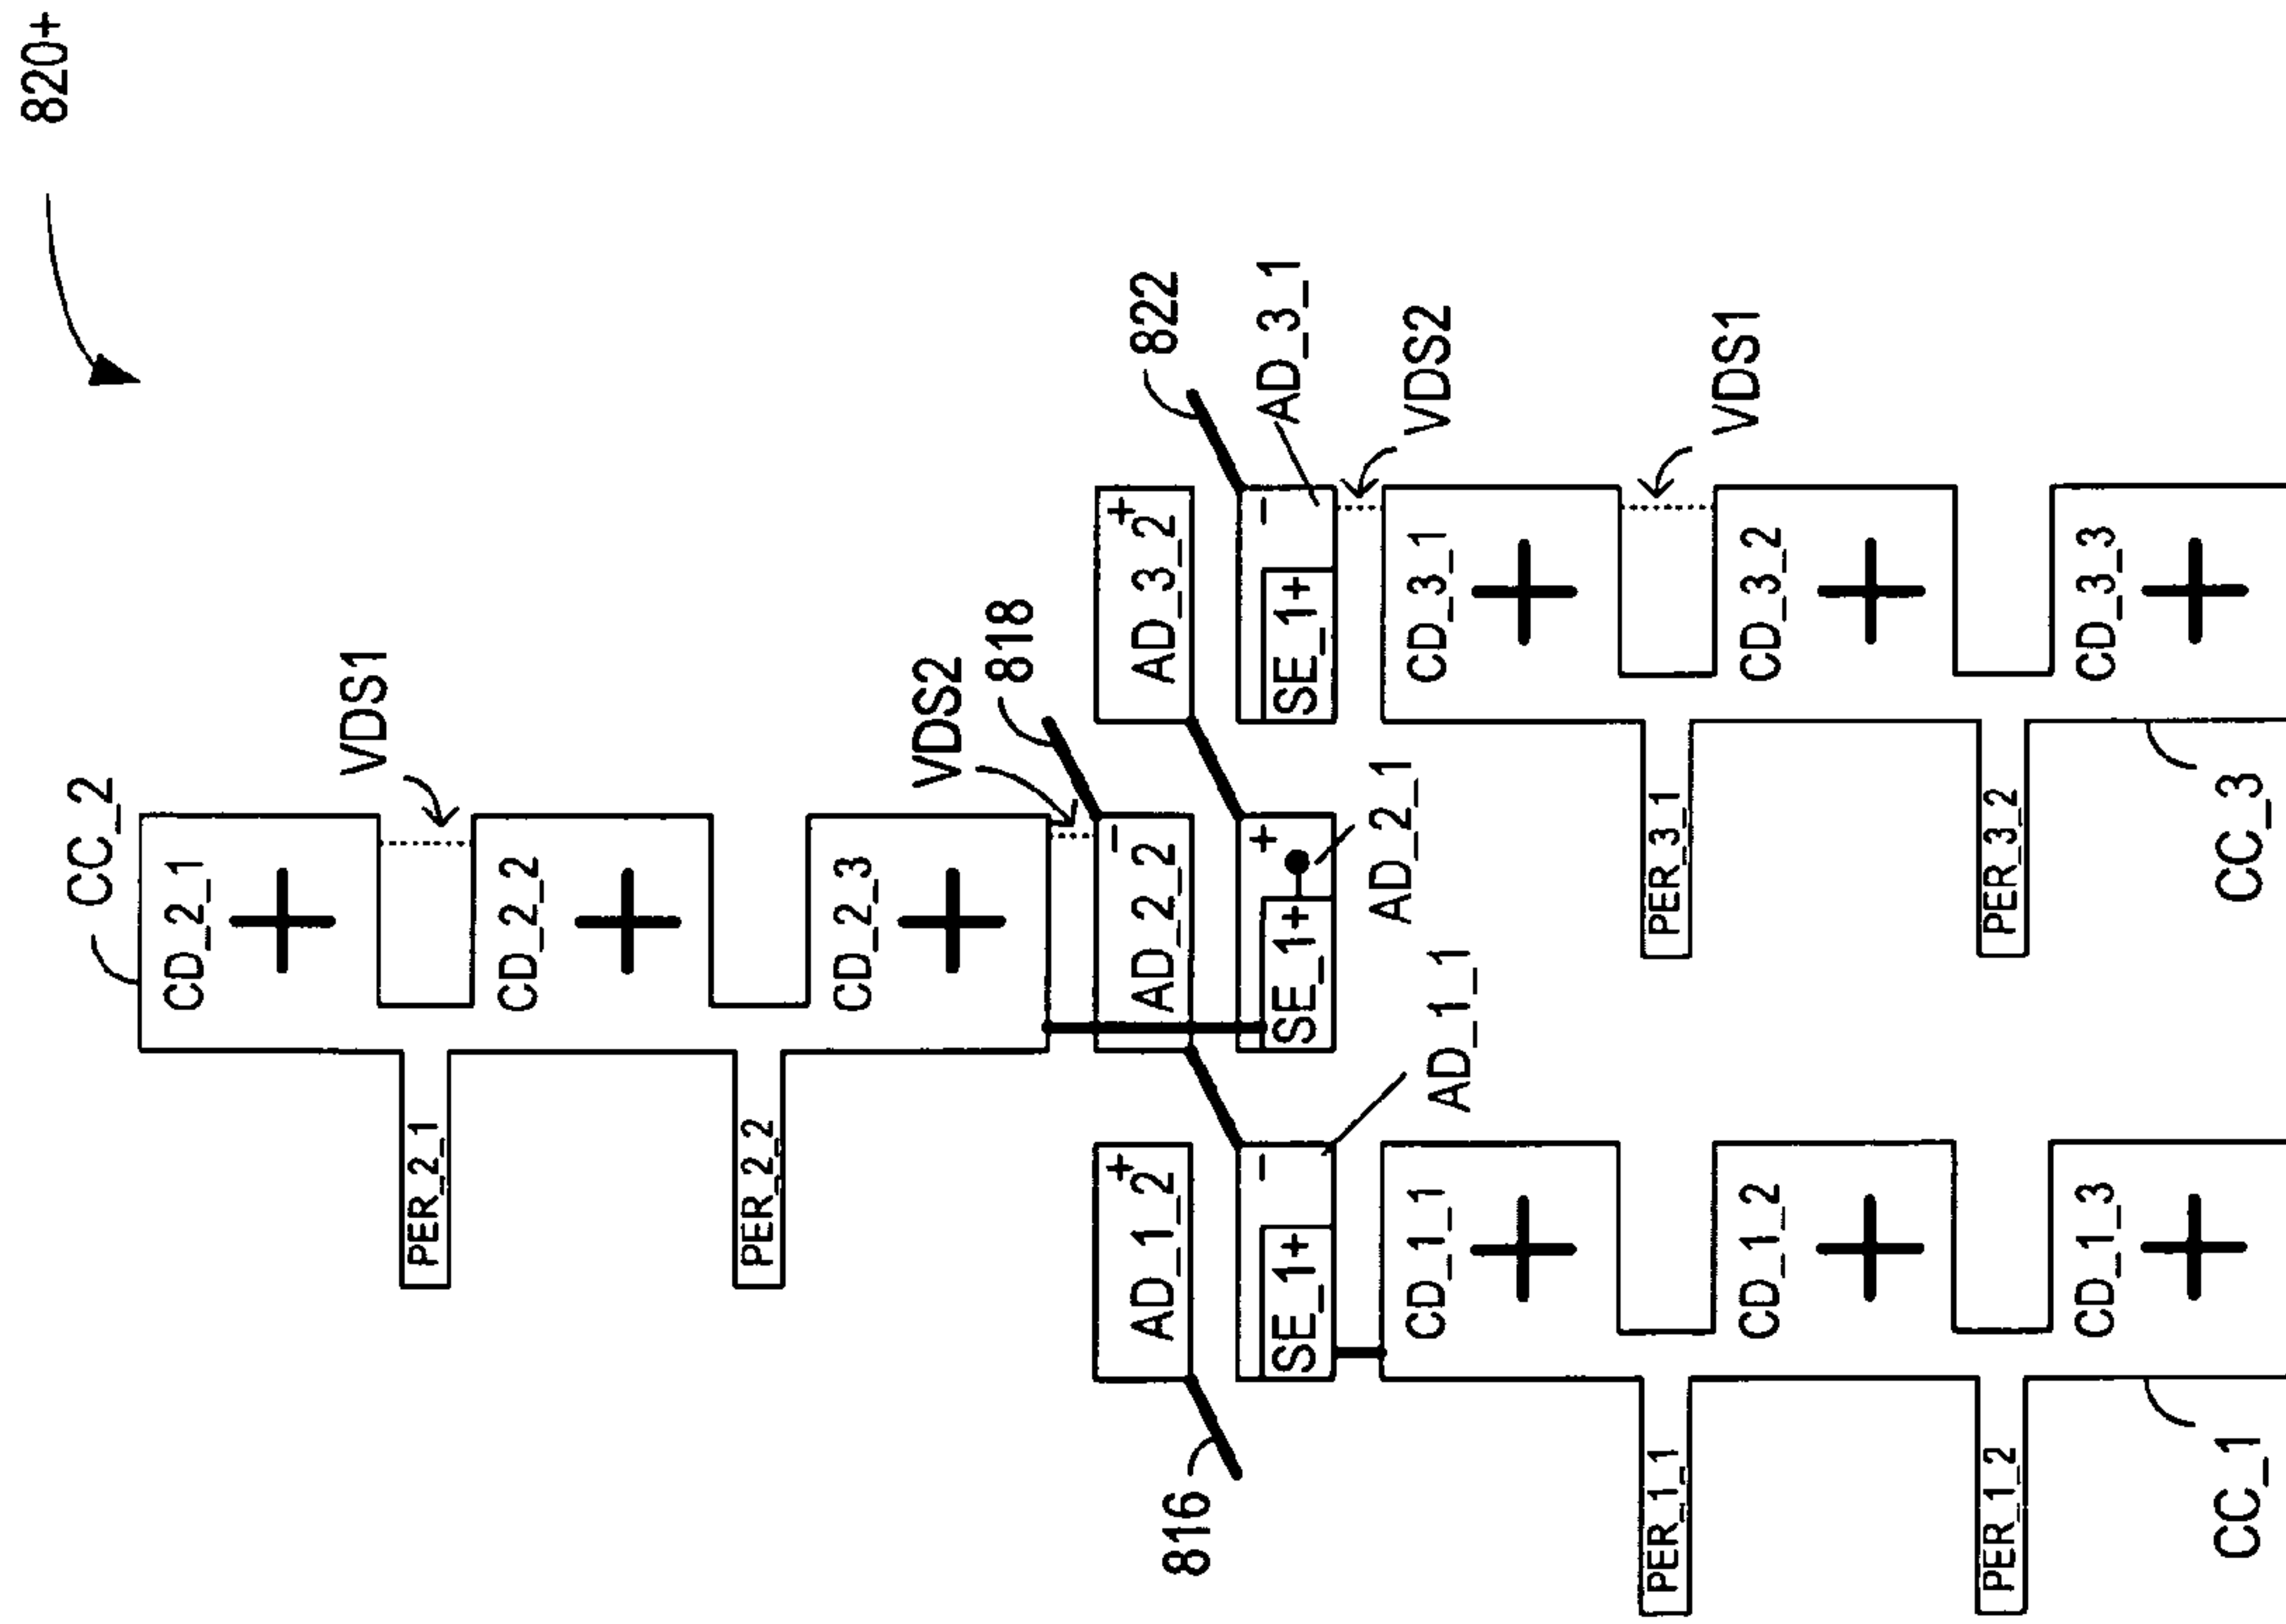 820+
CC_2
CD_2_1
+
VDS1
CD_2_2
+
CD_2_3
+
PER_2_1
PER_2_2
VDS2
818
822
AD_3_1
VDS2
VDS1
AD_1_2
+
AD_2_2
-
AD_3_2
+
SE_1+
-
SE_1+
+
SE_1+
-
AD_1_1
AD_2_1
816
CD_1_1
+
CD_1_2
+
CD_1_3
+
PER_1_1
PER_1_2
CC_1
CD_3_1
+
CD_3_2
+
CD_3_3
+
PER_3_1
PER_3_2
CC_3